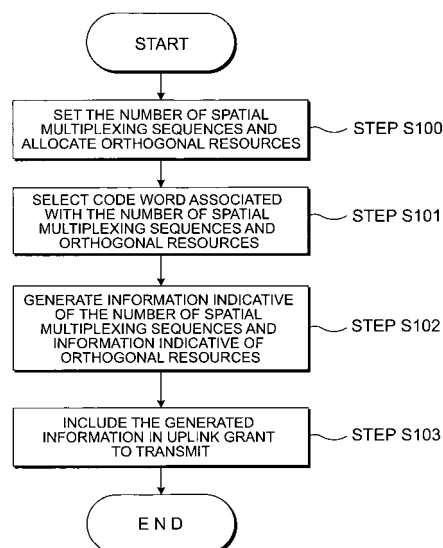 START
SET THE NUMBER OF SPATIAL
MULTIPLEXING SEQUENCES AND
ALLOCATE ORTHOGONAL RESOURCES
STEP S100
SELECT CODE WORD ASSOCIATED
WITH THE NUMBER OF SPATIAL
MULTIPLEXING SEQUENCES AND
ORTHOGONAL RESOURCES
STEP S101
GENERATE INFORMATION INDICATIVE
OF THE NUMBER OF SPATIAL
MULTIPLEXING SEQUENCES AND
INFORMATION INDICATIVE OF
ORTHOGONAL RESOURCES
STEP S102
INCLUDE THE GENERATED
INFORMATION IN UPLINK GRANT
TO TRANSMIT
STEP S103
E N D